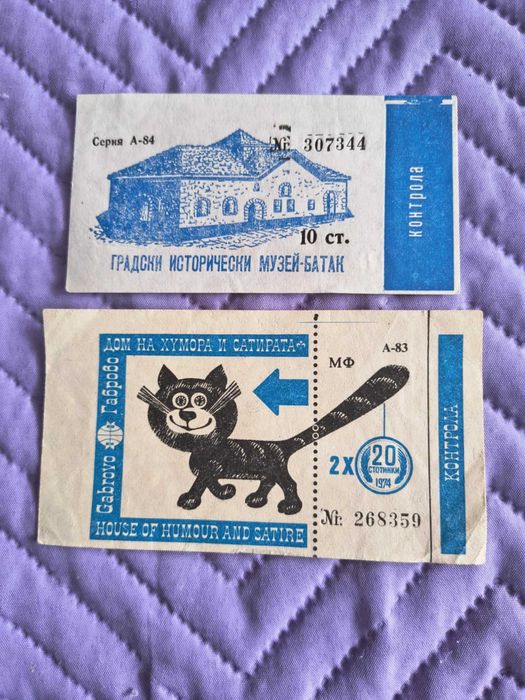 Серия А-84
№ 307344
10 ст.
ГРАДСКИ ИСТОРИЧЕСКИ МУЗЕЙ-БАТАК
контрола
ДОМ НА ХУМОРА И САТИРАТА
Gabrovo Габрово
HOUSE OF HUMOUR AND SATIRE
МФ А-83
2 X 20
СТОТИНКИ
1974
№ 268359
КОНТРОЛА